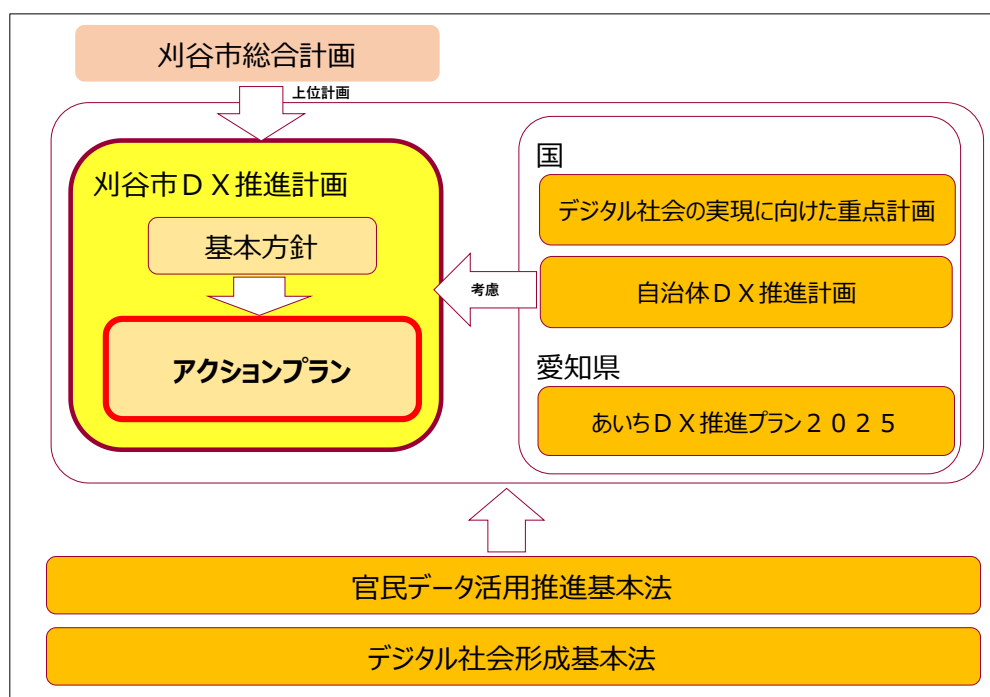 刈谷市総合計画
上位計画
刈谷市ＤＸ推進計画
基本方針
アクションプラン
考慮
国
デジタル社会の実現に向けた重点計画
自治体ＤＸ推進計画
愛知県
あいちＤＸ推進プラン２０２５
官民データ活用推進基本法
デジタル社会形成基本法